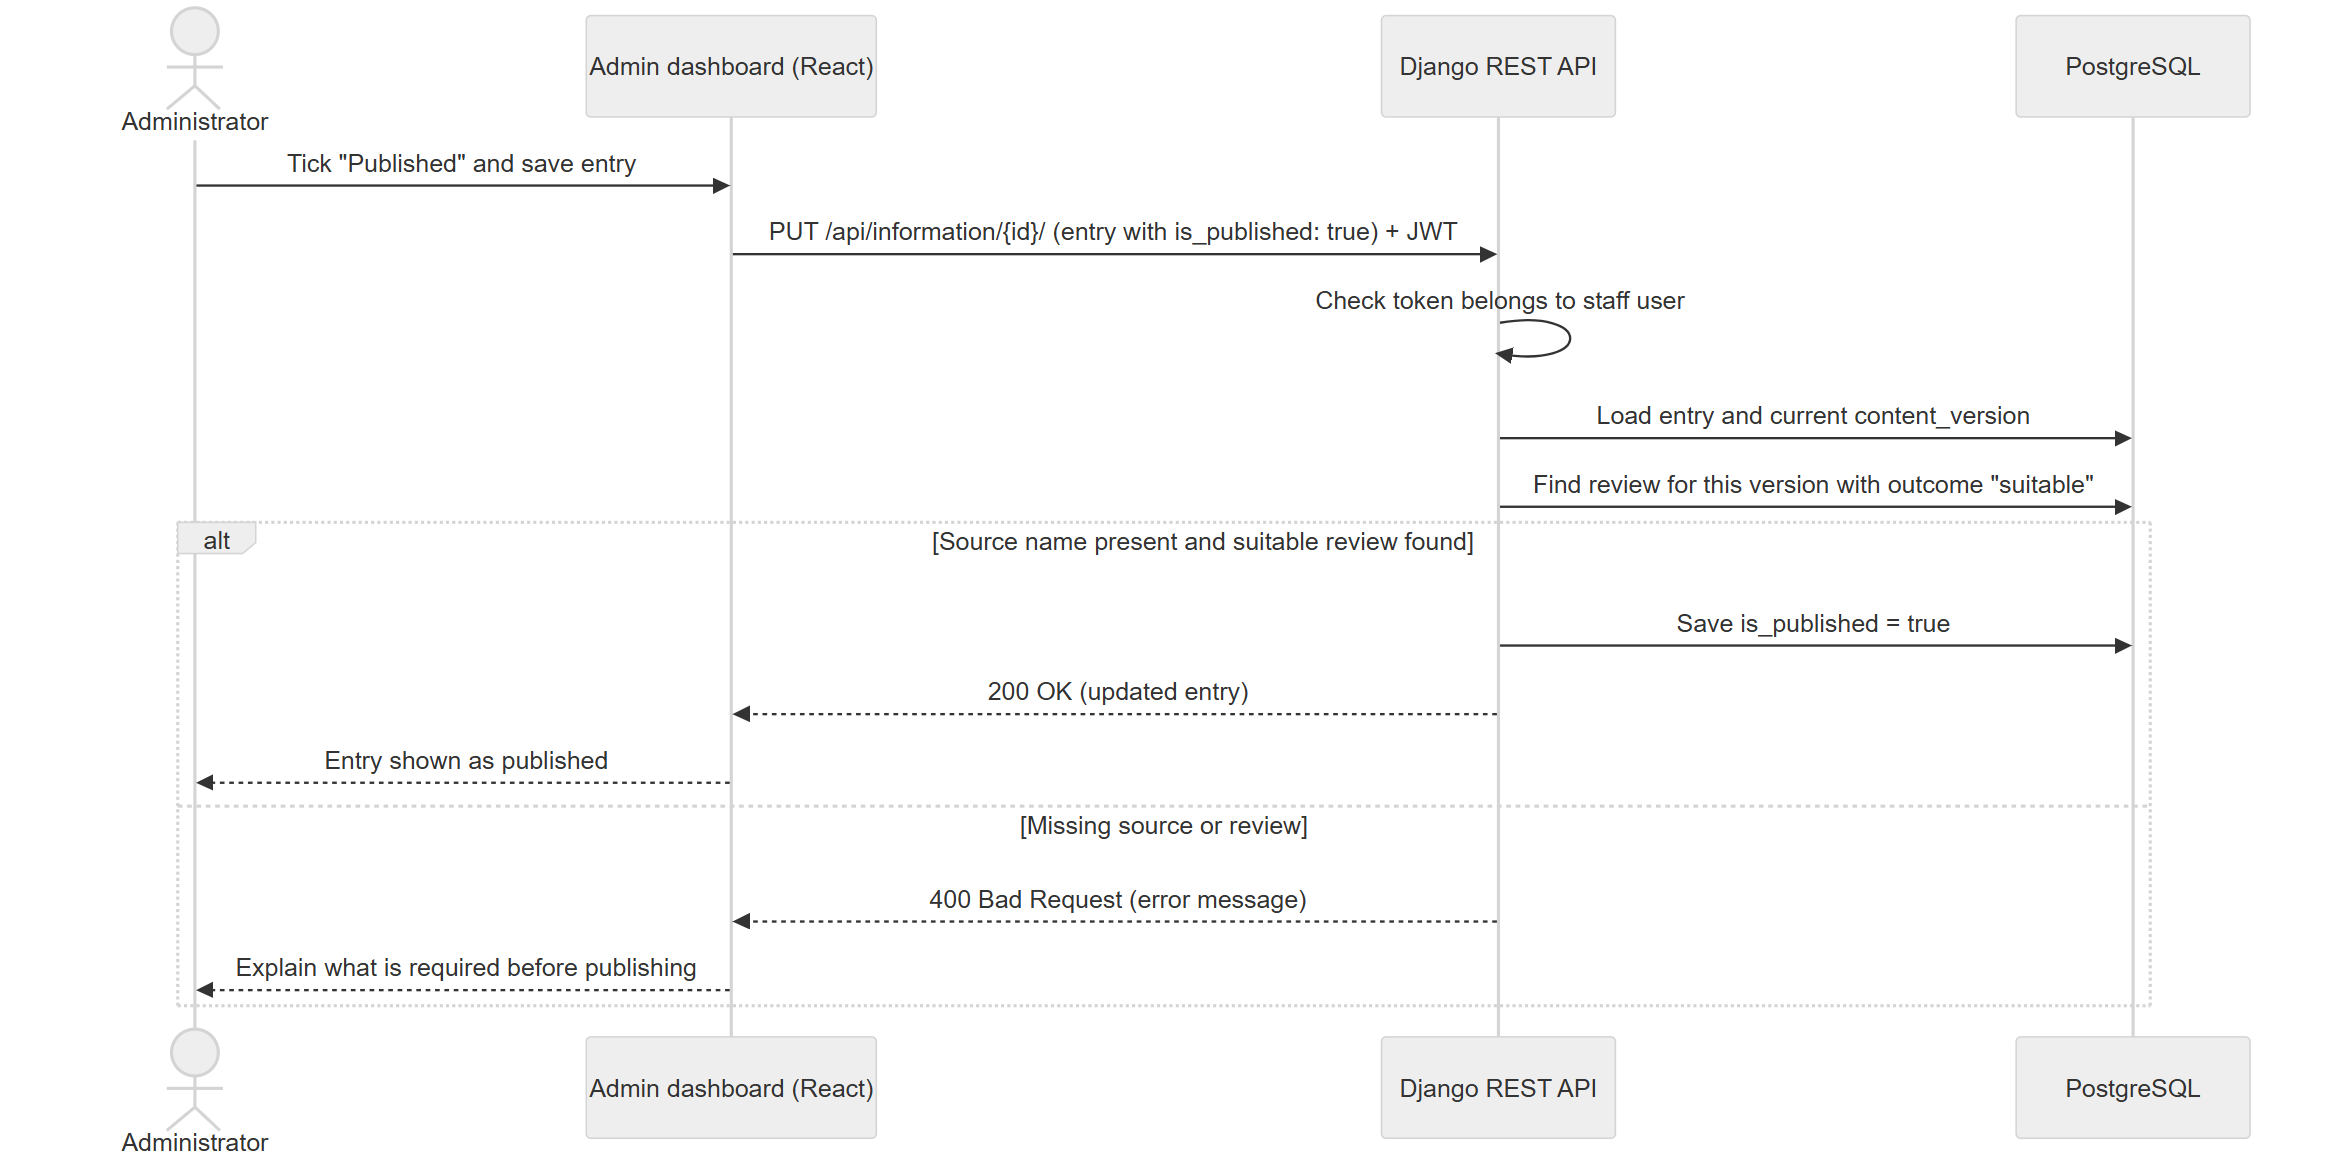 Admin dashboard (React)
Django REST API
PostgreSQL
Administrator
Tick "Published" and save entry
PUT /api/information/{id}/ (entry with is_published: true) + JWT
Check token belongs to staff user
Load entry and current content_version
Find review for this version with outcome "suitable"
alt
[Source name present and suitable review found]
Save is_published = true
200 OK (updated entry)
Entry shown as published
[Missing source or review]
400 Bad Request (error message)
Explain what is required before publishing
Admin dashboard (React)
Django REST API
PostgreSQL
Administrator